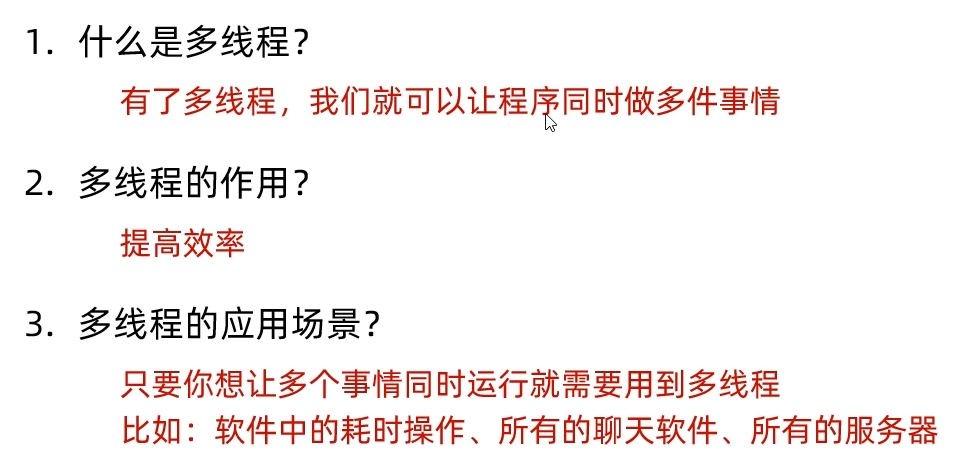 1. 什么是多线程？
有了多线程，我们就可以让程序同时做多件事情
2. 多线程的作用？
提高效率
3. 多线程的应用场景？
只要你想让多个事情同时运行就需要用到多线程
比如：软件中的耗时操作、所有的聊天软件、所有的服务器